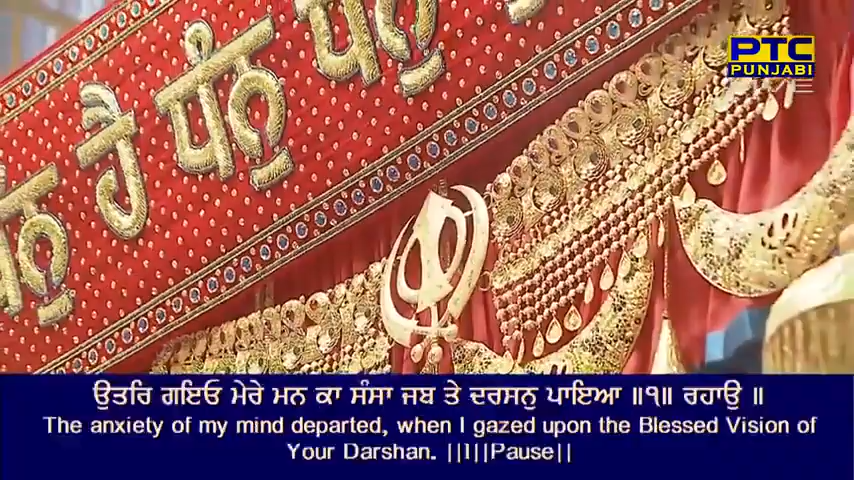 ਹੈ ਧੰਨ ਧੰਨ
PTC
PUNJABI
LIVE
ਉਤਰਿ ਗਇਓ ਮੇਰੇ ਮਨ ਕਾ ਸੰਸਾ ਜਬ ਤੇ ਦਰਸਨੁ ਪਾਇਆ ॥੧॥ ਰਹਾਉ ॥
The anxiety of my mind departed, when I gazed upon the Blessed Vision of
Your Darshan. ||1||Pause||